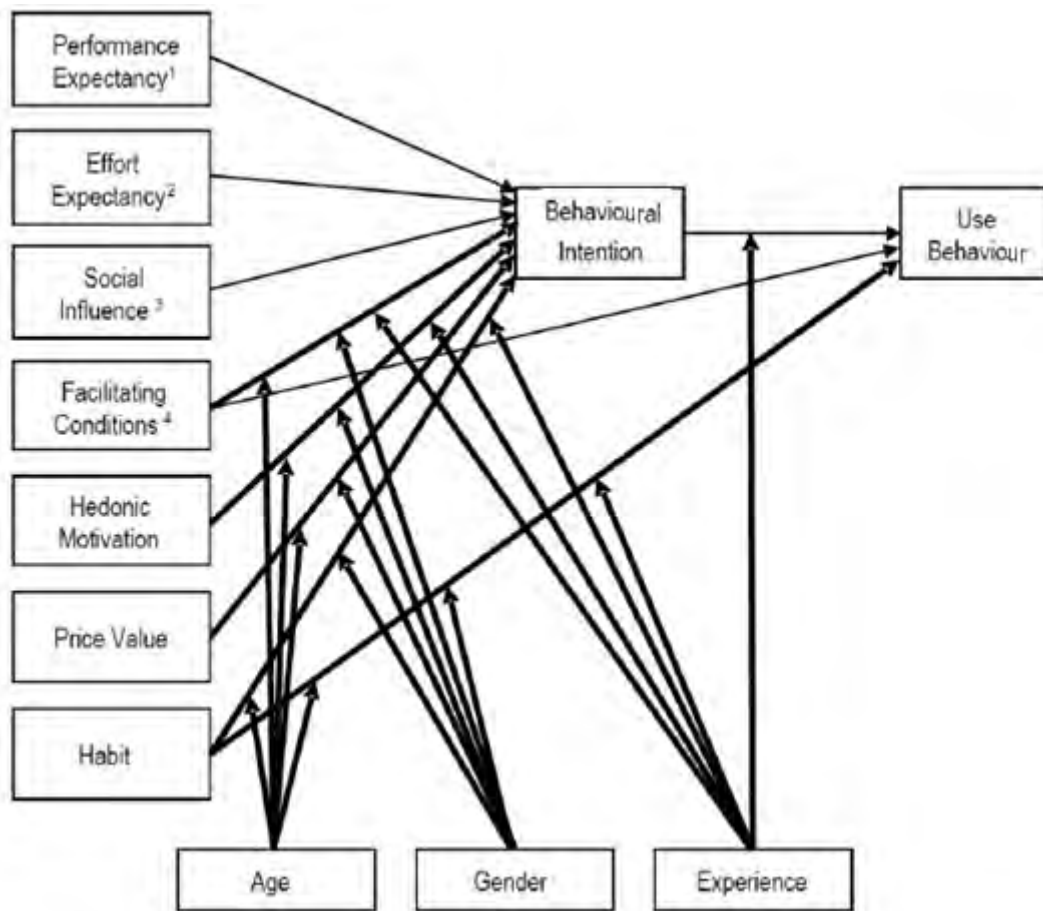 Performance
Expectancy¹
Effort
Expectancy²
Social
Influence ³
Facilitating
Conditions ⁴
Hedonic
Motivation
Price Value
Habit
Behavioural
Intention
Use
Behaviour
Age
Gender
Experience